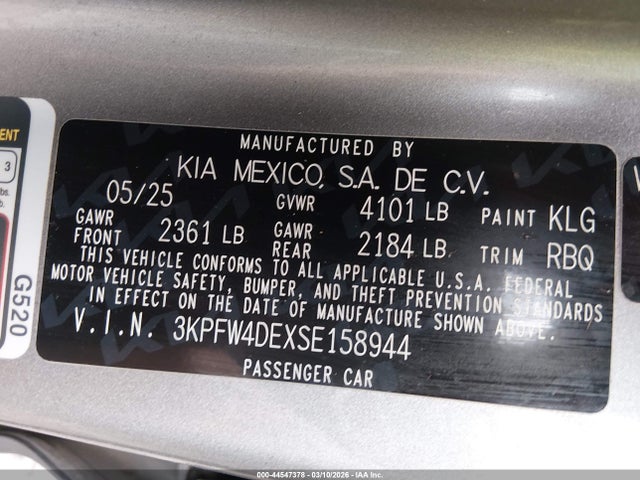 MANUFACTURED BY
KIA MEXICO, S.A. DE C.V.
05/25 GVWR 4101 LB PAINT KLG
GAWR FRONT 2361 LB GAWR REAR 2184 LB TRIM RBQ
THIS VEHICLE CONFORMS TO ALL APPLICABLE U.S.A. FEDERAL
MOTOR VEHICLE SAFETY, BUMPER, AND THEFT PREVENTION STANDARDS
IN EFFECT ON THE DATE OF MANUFACTURE SHOWN ABOVE.
V.I.N. 3KPFW4DEXSE158944
PASSENGER CAR
3
G520
000-44547378 - 03/10/2026 - IAA Inc.